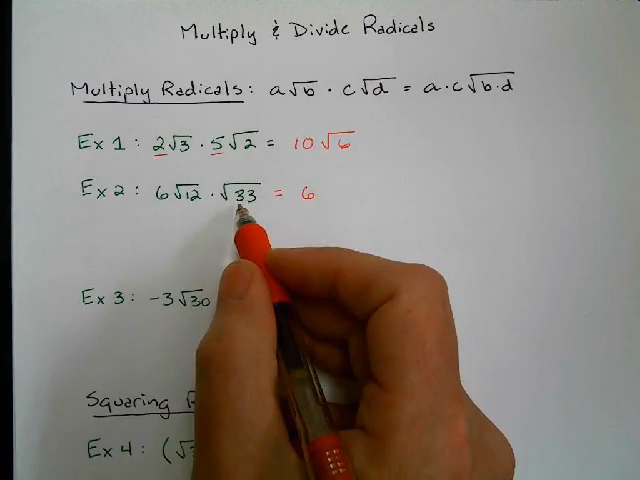 Multiply & Divide Radicals
Multiply Radicals: a√b · c√d = a·c√b·d
Ex 1: 2√3 · 5√2 = 10√6
Ex 2: 6√12 · √33 = 6
Ex 3: -3√30
Squaring
Ex 4: (√